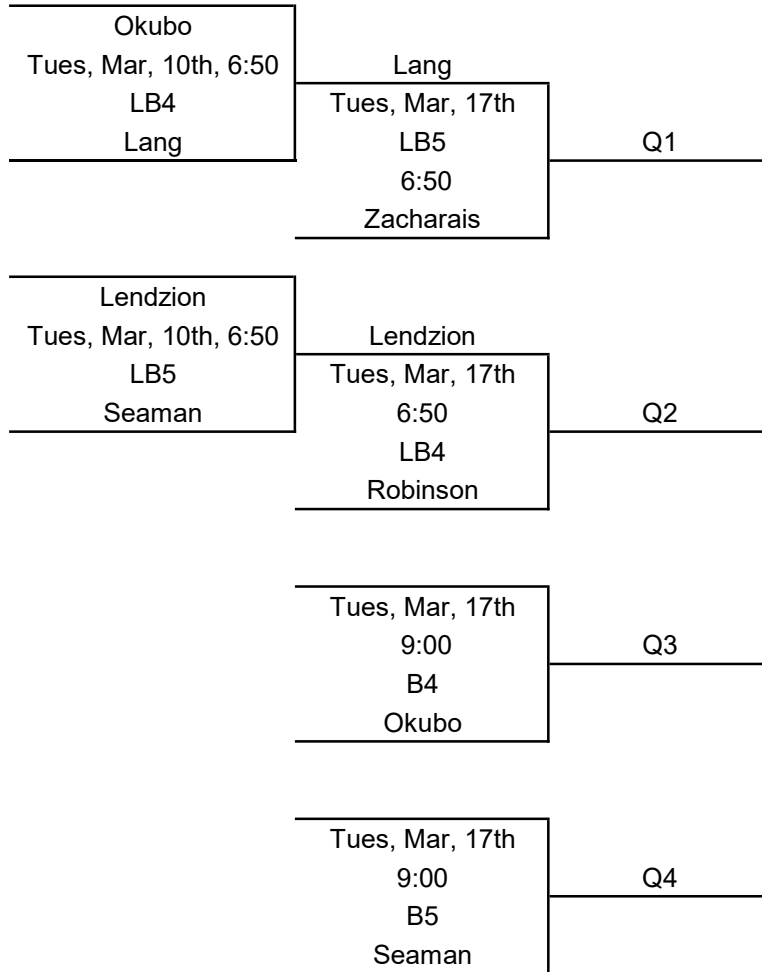 Okubo
Tues, Mar, 10th, 6:50
Lang
LB4
Tues, Mar, 17th
Lang
LB5
Q1
6:50
Zacharais
Lendzion
Tues, Mar, 10th, 6:50
Lendzion
LB5
Tues, Mar, 17th
Seaman
6:50
Q2
LB4
Robinson
Tues, Mar, 17th
9:00
Q3
B4
Okubo
Tues, Mar, 17th
9:00
Q4
B5
Seaman